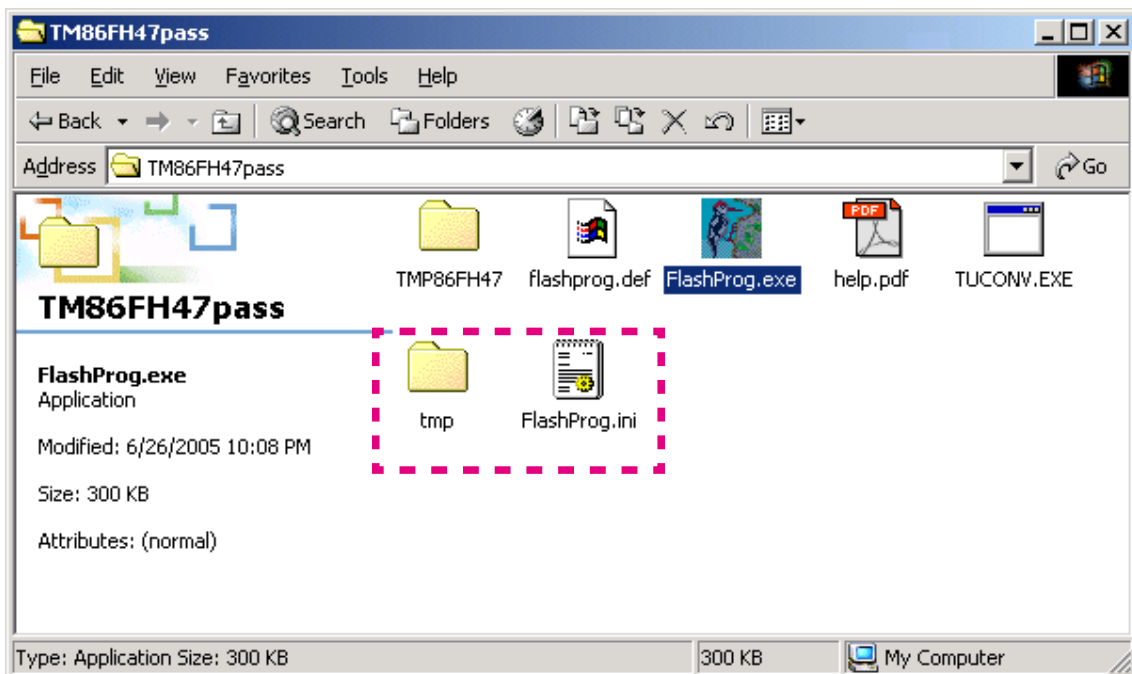 TM86FH47pass
File Edit View Favorites Tools Help
Back Search Folders
Address TM86FH47pass Go
TMP86FH47 flashprog.def FlashProg.exe help.pdf TUCONV.EXE
PDF
TM86FH47pass
tmp FlashProg.ini
FlashProg.exe
Application
Modified: 6/26/2005 10:08 PM
Size: 300 KB
Attributes: (normal)
Type: Application Size: 300 KB 300 KB My Computer